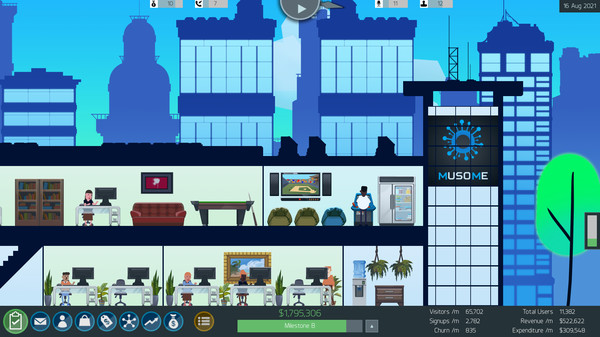 10
7
11
12
16 Aug 2021
MUSOME
$1,795,306
Milestone 8
Visitors /m 65,702
Signups /m 2,782
Churn /m 835
Total Users 11,382
Revenue /m $522,622
Expenditure /m $309,548